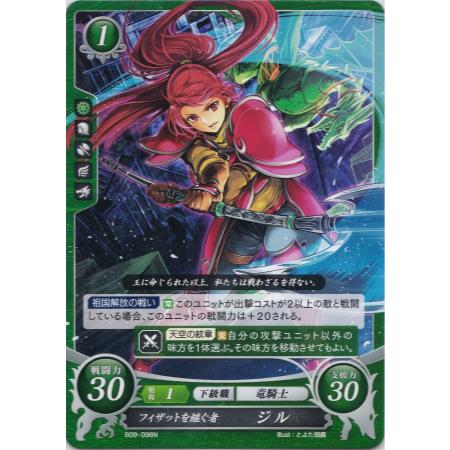 1
王に命じられた以上、私たちは戦わざるを得ない。
祖国解放の戦い 常 このユニットが出撃コストが2以上の敵と戦闘
している場合、このユニットの戦闘力は＋20される。
天空の紋章 自分の攻撃ユニット以外の
味方を1体選ぶ。その味方を移動させてもよい。
戦闘力
30
射程 1
下級職
竜騎士
支援力
30
フィザットを継ぐ者 ジル
B09-098N
Illust：とよた瑣織